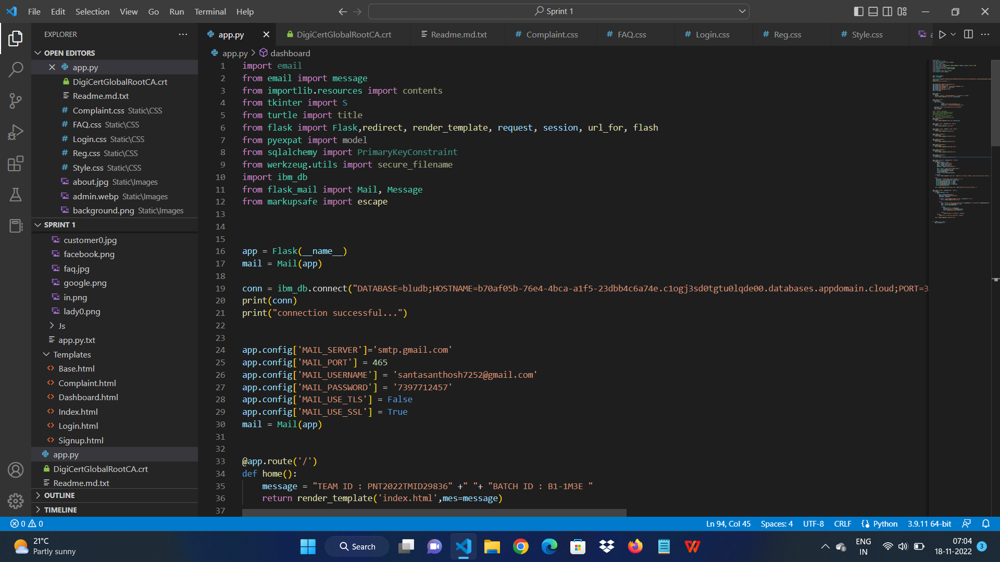 File Edit Selection View Go Run Terminal Help
Sprint 1
EXPLORER
OPEN EDITORS
app.py
DigiCertGlobalRootCA.crt
Readme.md.txt
Complaint.css Static\CSS
FAQ.css Static\CSS
Login.css Static\CSS
Reg.css Static\CSS
Style.css Static\CSS
about.jpg Static\Images
admin.webp Static\Images
background.png Static\Images
SPRINT 1
customer0.jpg
facebook.png
faq.jpg
google.png
in.png
lady0.png
Js
app.py.txt
Templates
Base.html
Complaint.html
Dashboard.html
Index.html
Login.html
Signup.html
app.py
DigiCertGlobalRootCA.crt
Readme.md.txt
OUTLINE
TIMELINE
app.py DigiCertGlobalRootCA.crt Readme.md.txt Complaint.css FAQ.css Login.css Reg.css Style.css
app.py > dashboard
1 import email
2 from email import message
3 from importlib.resources import contents
4 from tkinter import S
5 from turtle import title
6 from flask import Flask,redirect, render_template, request, session, url_for, flash
7 from pyexpat import model
8 from sqlalchemy import PrimaryKeyConstraint
9 from werkzeug.utils import secure_filename
10 import ibm_db
11 from flask_mail import Mail, Message
12 from markupsafe import escape
13
14
15
16 app = Flask(__name__)
17 mail = Mail(app)
18
19 conn = ibm_db.connect("DATABASE=bludb;HOSTNAME=b70af05b-76e4-4bca-a1f5-23dbb4c6a74e.c1ogj3sd0tgtu0lqde00.databases.appdomain.cloud;PORT=3
20 print(conn)
21 print("connection successful...")
22
23
24 app.config['MAIL_SERVER']='smtp.gmail.com'
25 app.config['MAIL_PORT'] = 465
26 app.config['MAIL_USERNAME'] = 'santasanthosh7252@gmail.com'
27 app.config['MAIL_PASSWORD'] = '7397712457'
28 app.config['MAIL_USE_TLS'] = False
29 app.config['MAIL_USE_SSL'] = True
30 mail = Mail(app)
31
32
33 @app.route('/')
34 def home():
35 message = "TEAM ID : PNT2022TMID29836" +" "+ "BATCH ID : B1-1M3E "
36 return render_template('index.html',mes=message)
37
0 0
Ln 94, Col 45 Spaces: 4 UTF-8 CRLF Python 3.9.11 64-bit
21°C
Partly sunny
Search
ENG
IN
07:04
18-11-2022
3